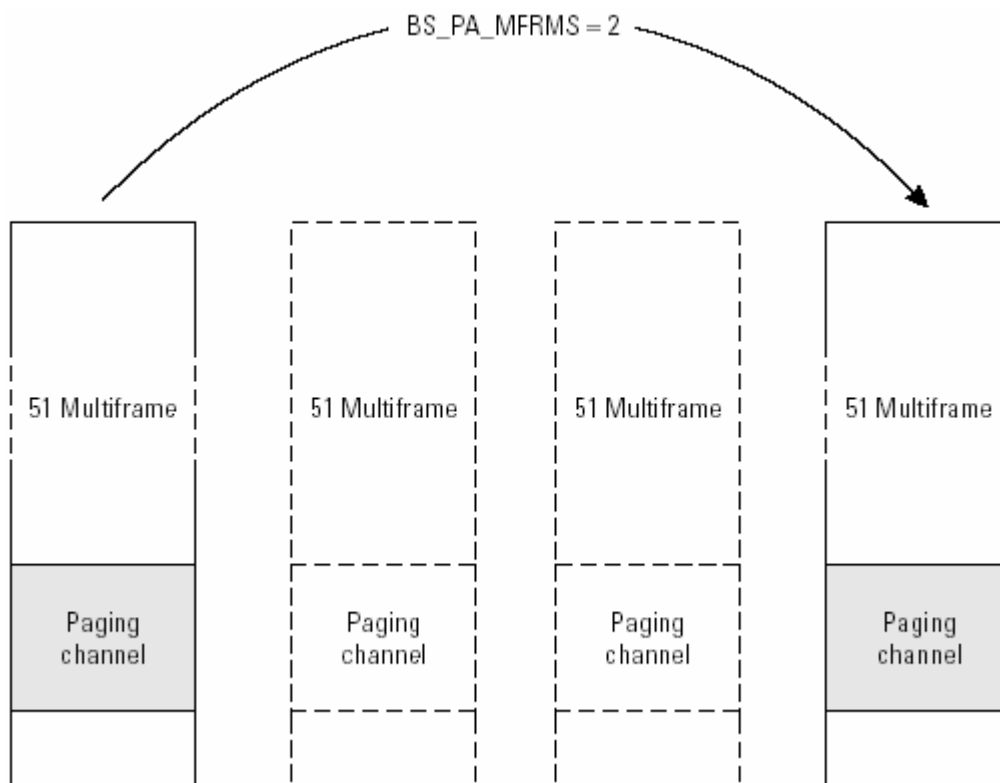 BS_PA_MFRMS = 2
51 Multiframe
51 Multiframe
51 Multiframe
51 Multiframe
Paging
channel
Paging
channel
Paging
channel
Paging
channel